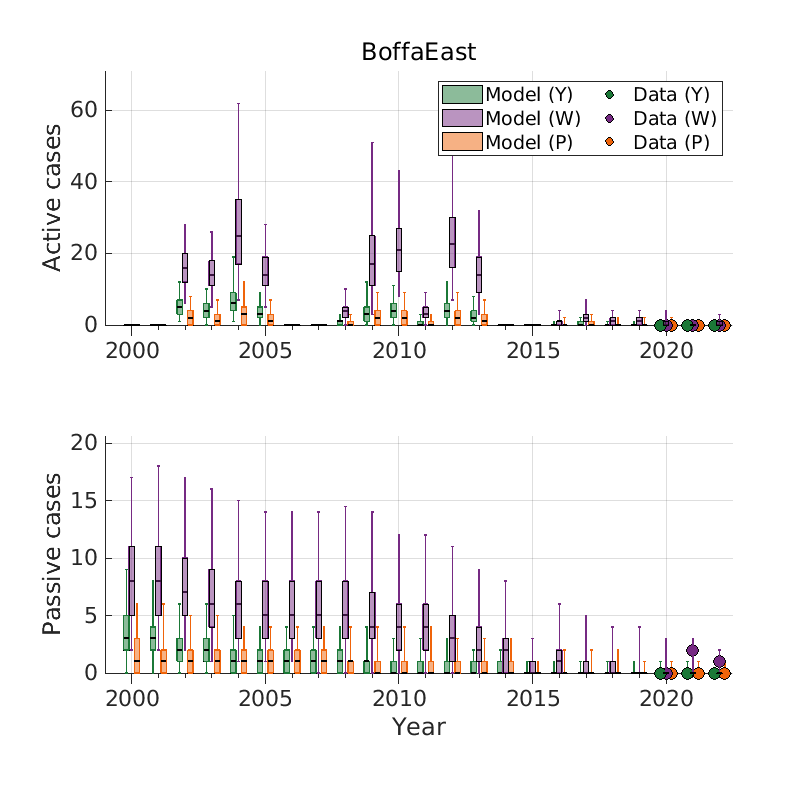 BoffaEast
Active cases
60
40
20
0
Model (Y) Data (Y)
Model (W) Data (W)
Model (P) Data (P)
2000 2005 2010 2015 2020
Passive cases
20
15
10
5
0
2000 2005 2010 2015 2020
Year